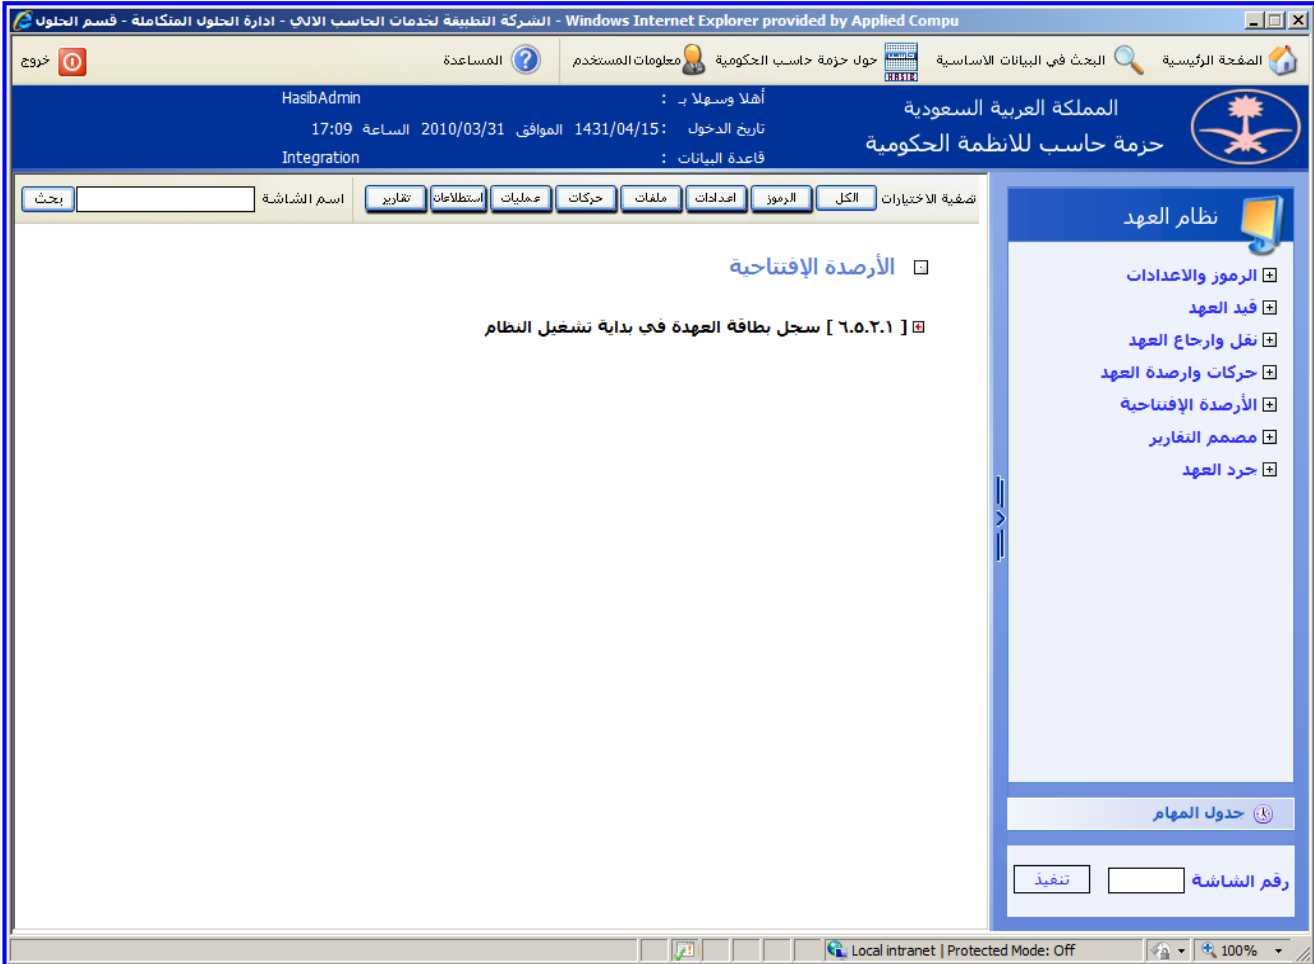 الشركة التطبيقة لخدمات الحاسب الالي - ادارة الحلول المتكاملة - قسم الحلول - Windows Internet Explorer provided by Applied Compu
الصفحة الرئيسية البحث في البيانات الاساسية حول حزمة حاسب الحكومية معلومات المستخدم المساعدة خروج
حاسب
HASIB
المملكة العربية السعودية
حزمة حاسب للانظمة الحكومية
أهلا وسهلا بـ : HasibAdmin
تاريخ الدخول : 1431/04/15 الموافق 2010/03/31 الساعة 17:09
قاعدة البيانات : Integration
تصفية الاختيارات الكل الرموز اعدادات ملفات حركات عمليات استطلاعات تقارير اسم الشاشة بحث
نظام العهد
الرموز والاعدادات
قيد العهد
نقل وارجاع العهد
حركات وارصدة العهد
الأرصدة الإفتتاحية
مصمم التقارير
جرد العهد
الأرصدة الإفتتاحية
[ ٦.٥.٢.١ ] سجل بطاقة العهدة في بداية تشغيل النظام
جدول المهام
رقم الشاشة تنفيذ
Local intranet | Protected Mode: Off 100%